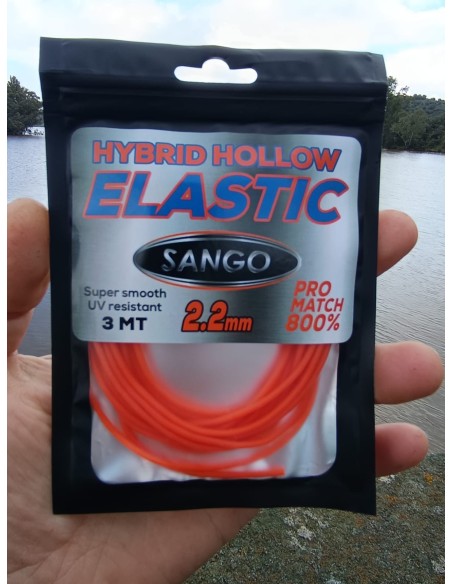 HYBRID HOLLOW
ELASTIC
SANGO
Super smooth
UV resistant
3 MT
2.2mm
PRO
MATCH
800%